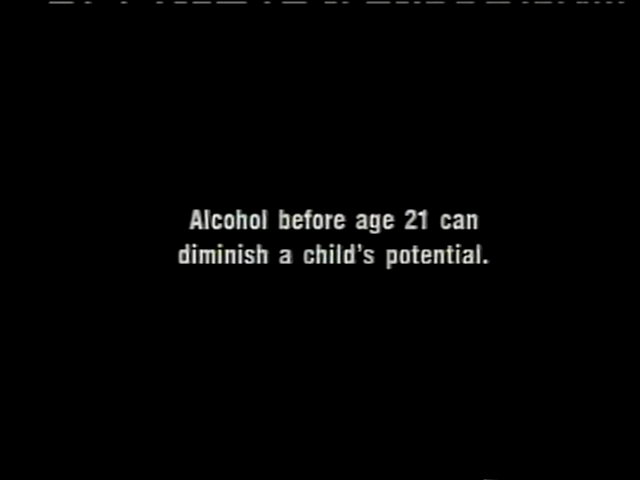 Alcohol before age 21 can
diminish a child's potential.